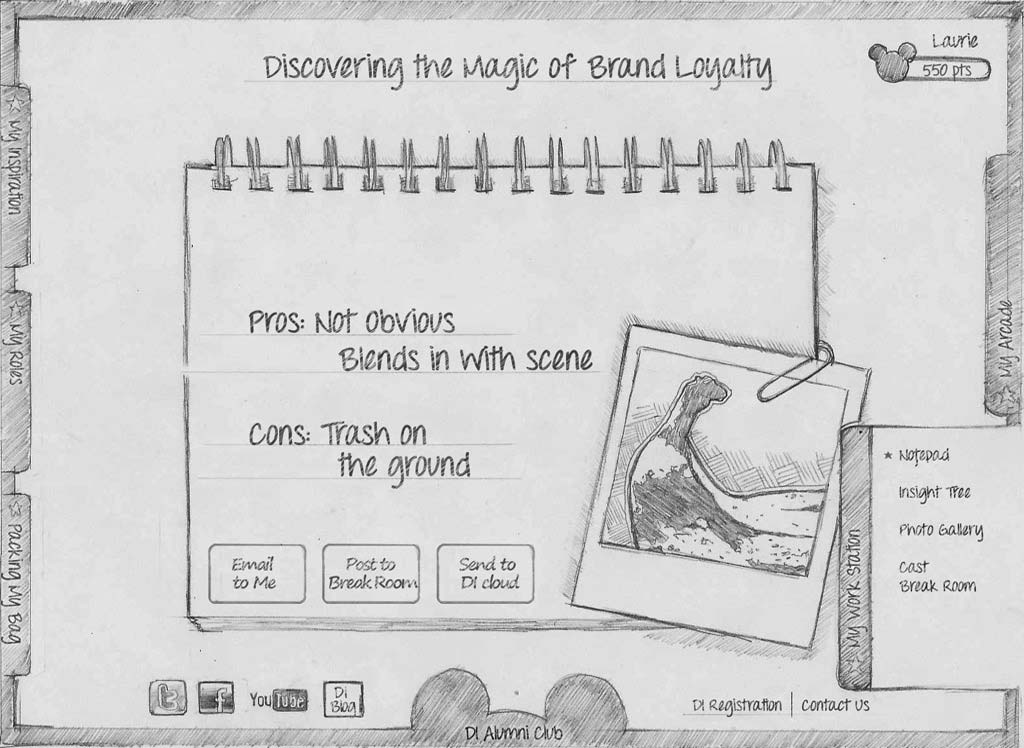 Discovering the Magic of Brand Loyalty
Laurie
550 pts
My Inspiration
My Roles
Packing My Bag
Pros: Not Obvious
Blends in with scene
Cons: Trash on
the ground
Email
to Me
Post to
Break Room
Send to
DI cloud
My Arcade
My Work Station
Notepad
Insight Tree
Photo Gallery
Cast
Break Room
t
f
YouTube
Di
Blog
DI Alumni Club
DI Registration | Contact Us